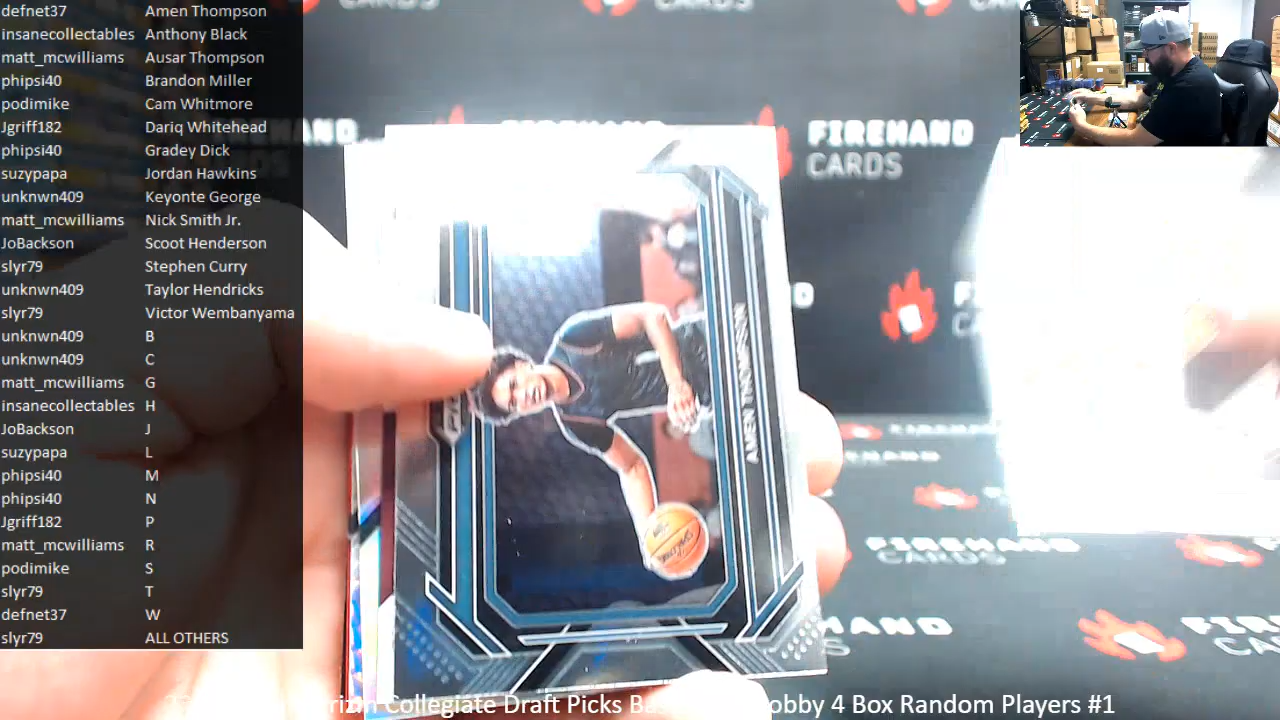 defnet37 Amen Thompson
insanecollectables Anthony Black
matt_mcwilliams Ausar Thompson
phipsi40 Brandon Miller
podimike Cam Whitmore
Jgriff182 Dariq Whitehead
phipsi40 Gradey Dick
suzypapa Jordan Hawkins
unknwn409 Keyonte George
matt_mcwilliams Nick Smith Jr.
JoBackson Scoot Henderson
slyr79 Stephen Curry
unknwn409 Taylor Hendricks
slyr79 Victor Wembanyama
unknwn409 B
unknwn409 C
matt_mcwilliams G
insanecollectables H
JoBackson J
suzypapa L
phipsi40 M
phipsi40 N
Jgriff182 P
matt_mcwilliams R
podimike S
slyr79 T
defnet37 W
slyr79 ALL OTHERS
FIREHAND
CARDS
AMEN THOMPSON
FIREHAND
CARDS
Collegiate Draft Picks 4 Box Random Players #1